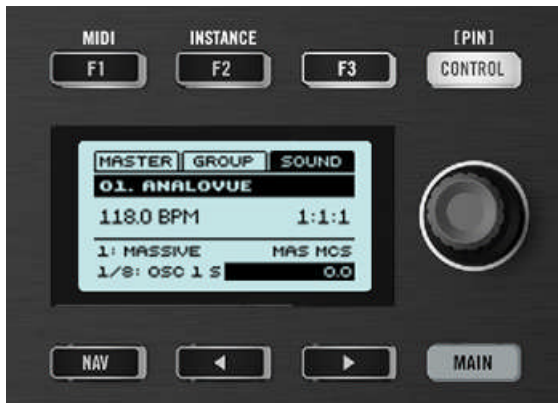 MIDI INSTANCE [PIN]
F1 F2 F3 CONTROL
MASTER GROUP SOUND
01. ANALOVUE
118.0 BPM 1:1:1
1: MASSIVE MAS MCS
1/8: OSC 1 S 0.0
NAV MAIN